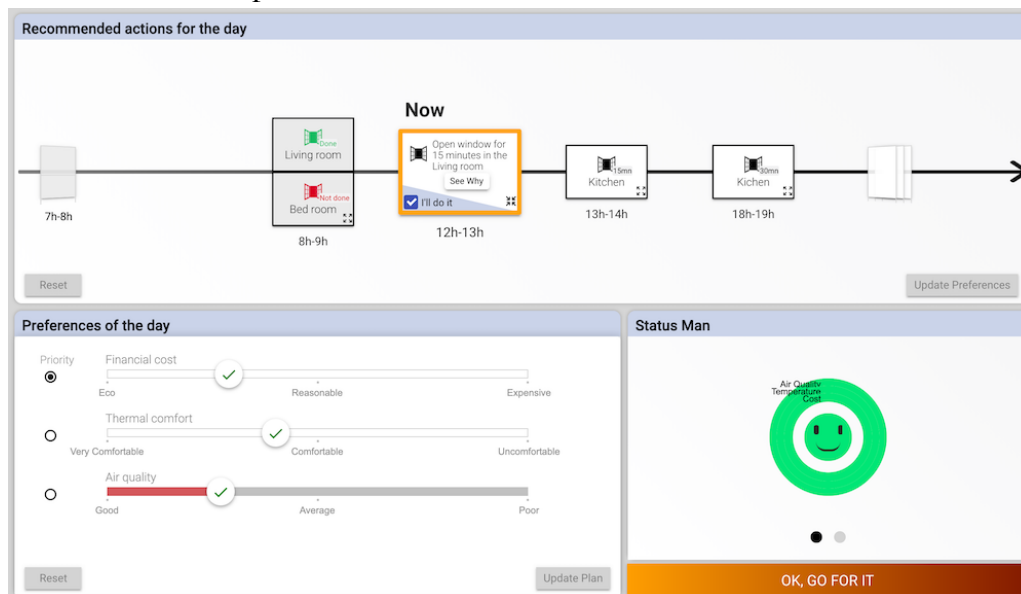 Recommended actions for the day
Now
Done
Living room
Not done
Bed room
Open window for
15 minutes in the
Living room
See Why
I'll do it
15mn
Kitchen
30mn
Kichen
7h-8h
8h-9h
12h-13h
13h-14h
18h-19h
Reset
Update Preferences
Preferences of the day
Priority
Financial cost
Eco
Reasonable
Expensive
Thermal comfort
Very Comfortable
Comfortable
Uncomfortable
Air quality
Good
Average
Poor
Reset
Update Plan
Status Man
Air Quality
Temperature
Cost
OK, GO FOR IT